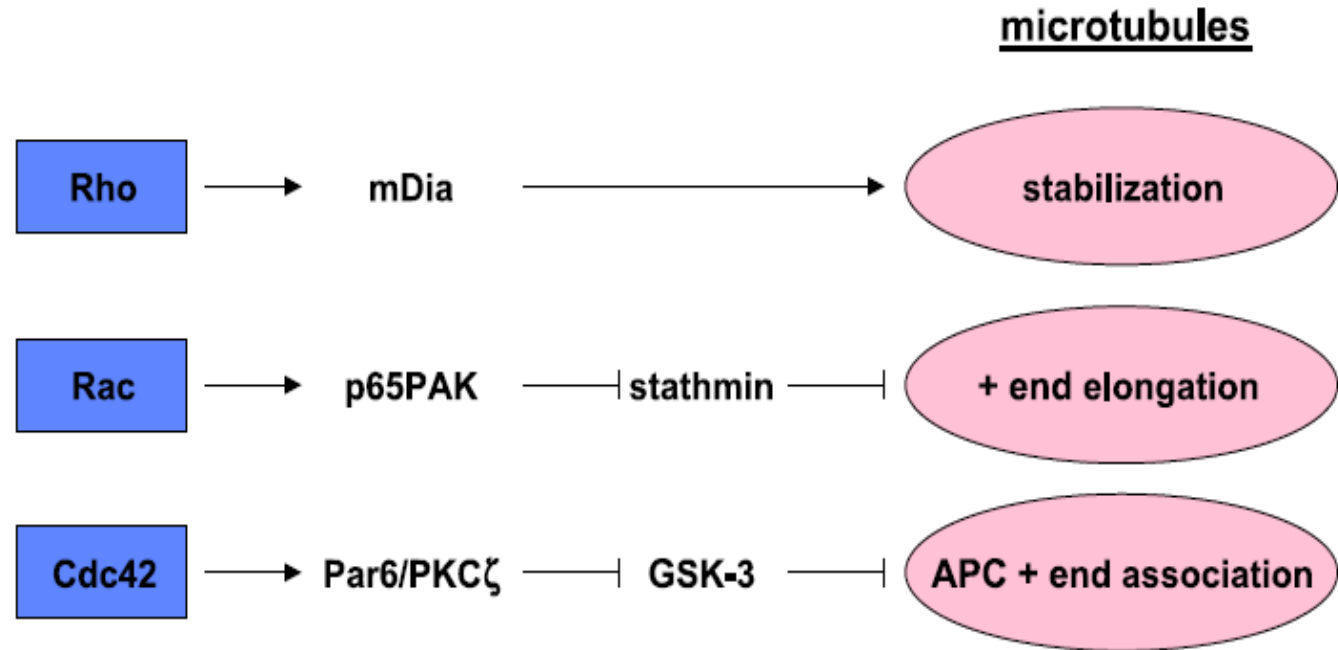 microtubules
Rho mDia stabilization
Rac p65PAK stathmin + end elongation
Cdc42 Par6/PKCζ GSK-3 APC + end association